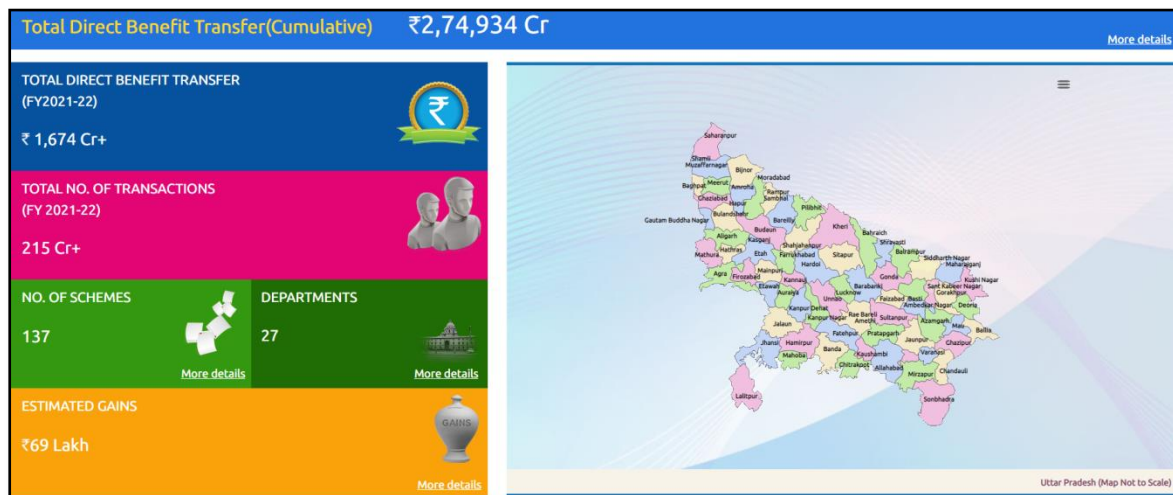 Total Direct Benefit Transfer(Cumulative) ₹2,74,934 Cr
More details
TOTAL DIRECT BENEFIT TRANSFER
(FY2021-22)
₹ 1,674 Cr+
TOTAL NO. OF TRANSACTIONS
(FY 2021-22)
215 Cr+
NO. OF SCHEMES
137
More details
DEPARTMENTS
27
More details
ESTIMATED GAINS
₹69 Lakh
GAINS
More details
Saharanpur
Shamli
Muzaffarnagar
Bijnor
Baghpat
Meerut
Amroha
Moradabad
Rampur
Sambhal
Ghaziabad
Hapur
Pilibhit
Gautam Buddha Nagar
Bulandshahr
Bareilly
Budaun
Kheri
Bahraich
Shravasti
Aligarh
Kasganj
Shahjahanpur
Balrampur
Mathura
Hathras
Etah
Farrukhabad
Sitapur
Siddharth Nagar
Maharajganj
Hardoi
Agra
Firozabad
Mainpuri
Kannauj
Gonda
Kushi Nagar
Sant Kabeer Nagar
Gorakhpur
Etawah
Auraiya
Unnao
Lucknow
Barabanki
Faizabad
Basti
Ambedkar Nagar
Deoria
Kanpur Dehat
Kanpur Nagar
Rae Bareli
Amethi
Sultanpur
Azamgarh
Mau
Ballia
Jalaun
Fatehpur
Pratapgarh
Jaunpur
Ghazipur
Jhansi
Hamirpur
Banda
Kaushambi
Varanasi
Mahoba
Chitrakoot
Allahabad
Mirzapur
Chandauli
Lalitpur
Sonbhadra
Uttar Pradesh (Map Not to Scale)